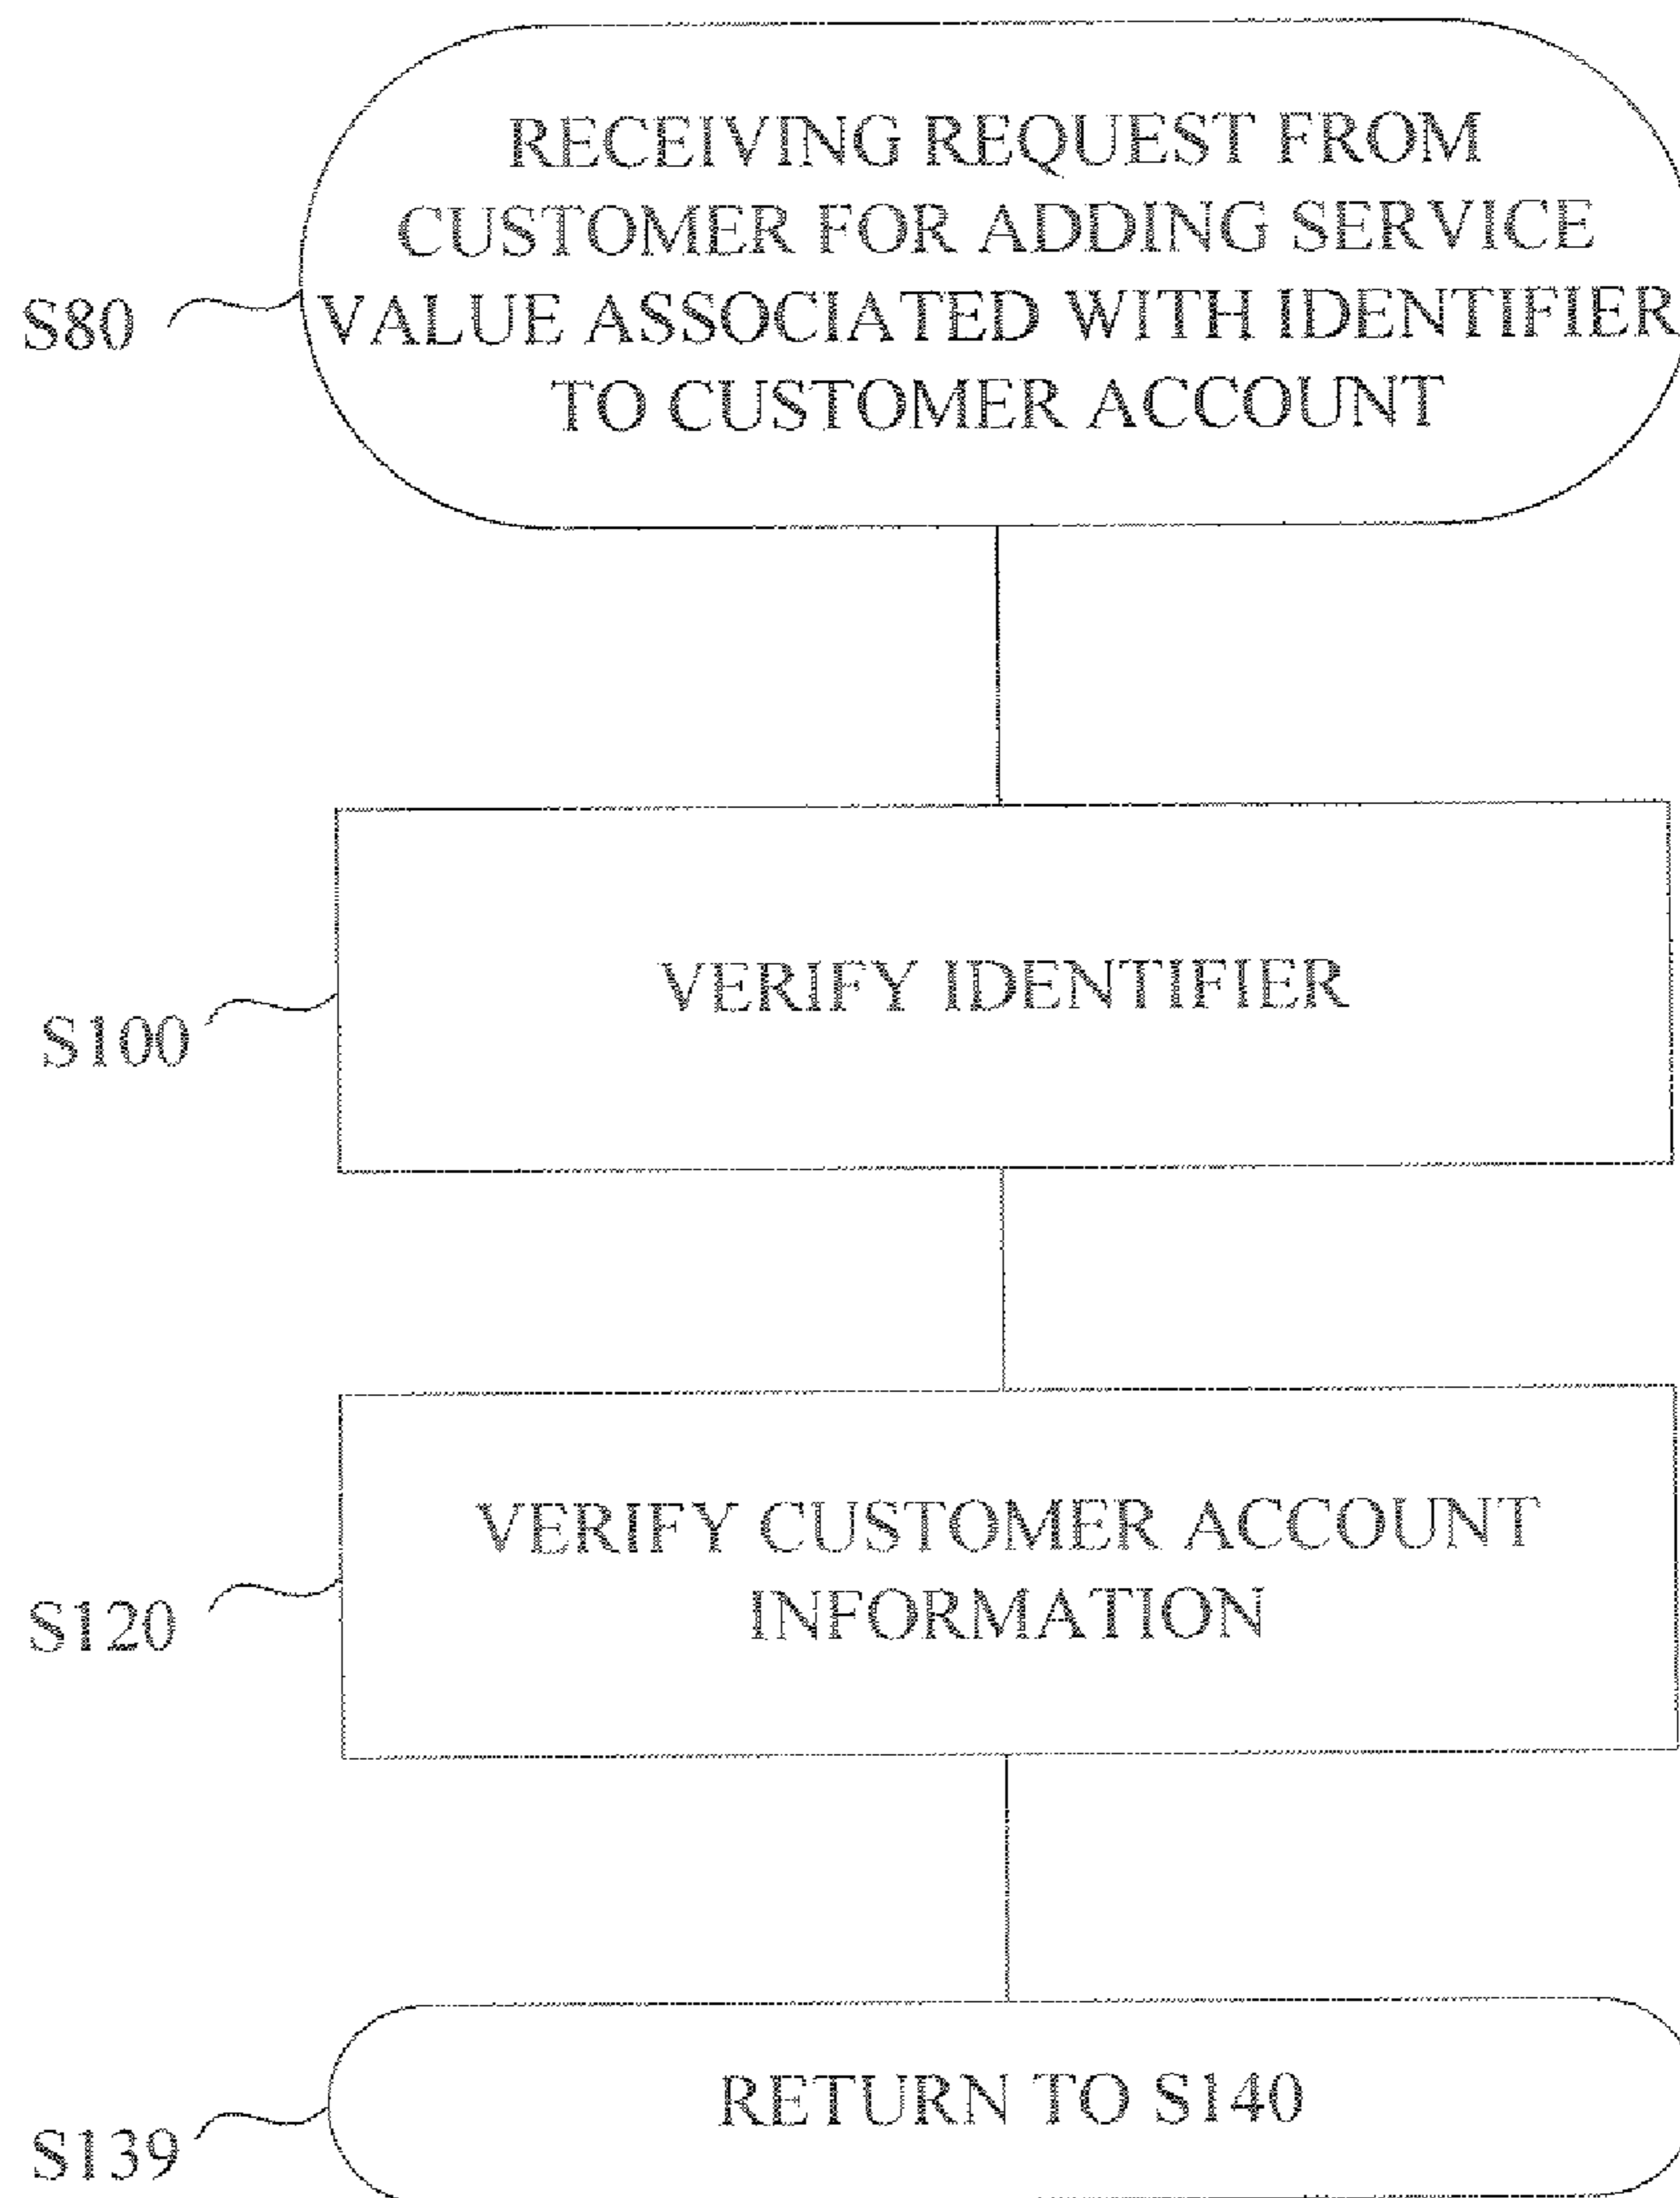 RECEIVING REQUEST FROM
CUSTOMER FOR ADDING SERVICE
VALUE ASSOCIATED WITH IDENTIFIER
TO CUSTOMER ACCOUNT
S80
VERIFY IDENTIFIER
S100
VERIFY CUSTOMER ACCOUNT
INFORMATION
S120
RETURN TO S140
S139